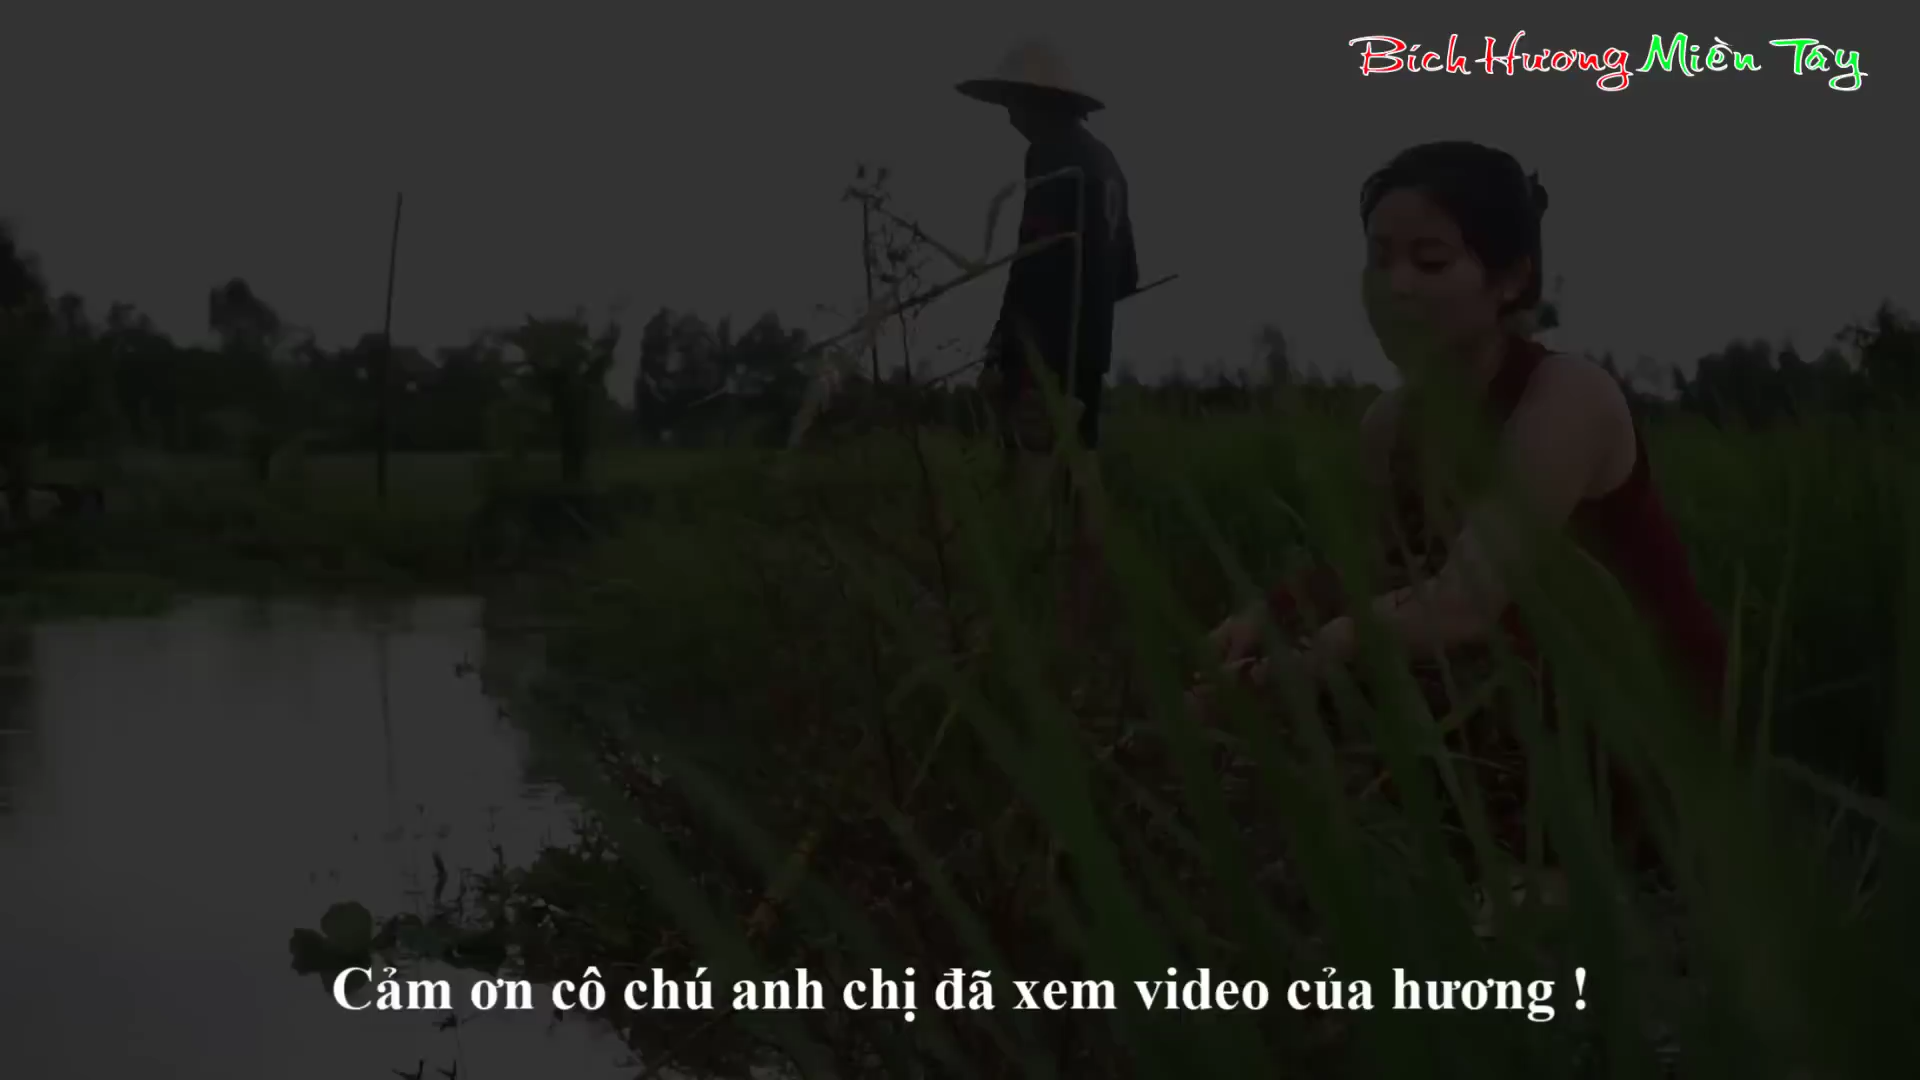 Bích Hương Miền Tây
Cảm ơn cô chú anh chị đã xem video của hương !